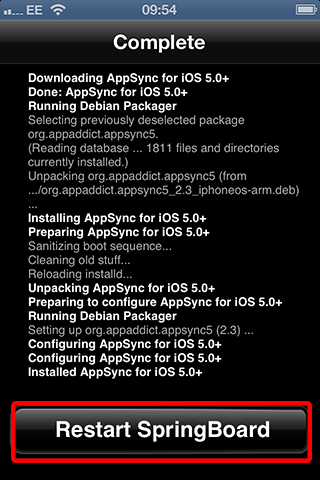 EE 09:54
Complete
Downloading AppSync for iOS 5.0+
Done: AppSync for iOS 5.0+
Running Debian Packager
Selecting previously deselected package
org.appaddict.appsync5.
(Reading database ... 1811 files and directories
currently installed.)
Unpacking org.appaddict.appsync5 (from
.../org.appaddict.appsync5_2.3_iphoneos-arm.deb)
...
Installing AppSync for iOS 5.0+
Preparing AppSync for iOS 5.0+
Sanitizing boot sequence...
Cleaning old stuff...
Reloading installd...
Unpacking AppSync for iOS 5.0+
Preparing to configure AppSync for iOS 5.0+
Running Debian Packager
Setting up org.appaddict.appsync5 (2.3) ...
Configuring AppSync for iOS 5.0+
Configuring AppSync for iOS 5.0+
Installed AppSync for iOS 5.0+
Restart SpringBoard